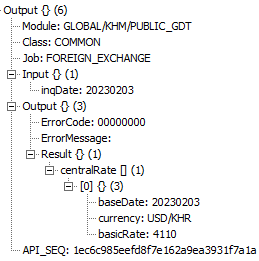 Output {} (6)
Module: GLOBAL/KHM/PUBLIC_GDT
Class: COMMON
Job: FOREIGN_EXCHANGE
Input {} (1)
inqDate: 20230203
Output {} (3)
ErrorCode: 00000000
ErrorMessage:
Result {} (1)
centralRate [] (1)
[0] {} (3)
baseDate: 20230203
currency: USD/KHR
basicRate: 4110
API_SEQ: 1ec6c985eefd8f7e162a9ea3931f7a1a